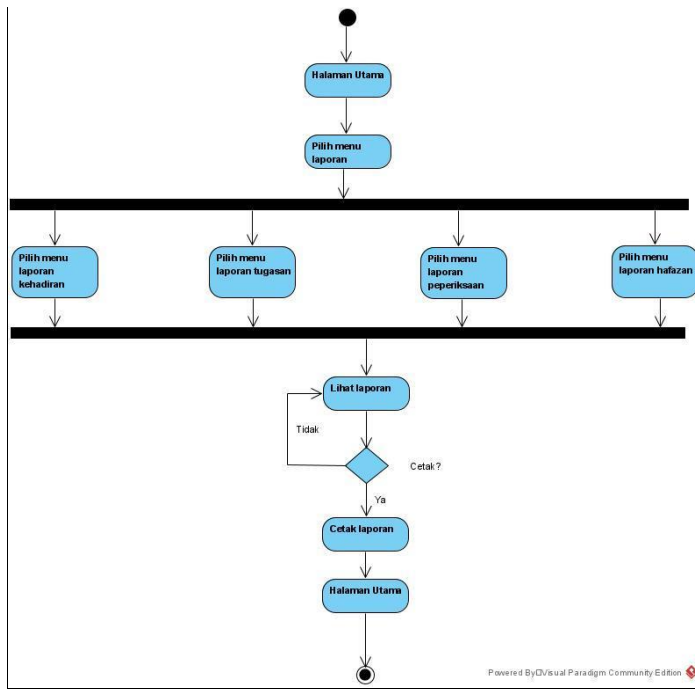 Halaman Utama
Pilih menu
laporan
Pilih menu
laporan
kehadiran
Pilih menu
laporan tugasan
Pilih menu
laporan
peperiksaan
Pilih menu
laporan hafazan
Lihat laporan
Tidak
Cetak?
Ya
Cetak laporan
Halaman Utama
Powered By Visual Paradigm Community Edition